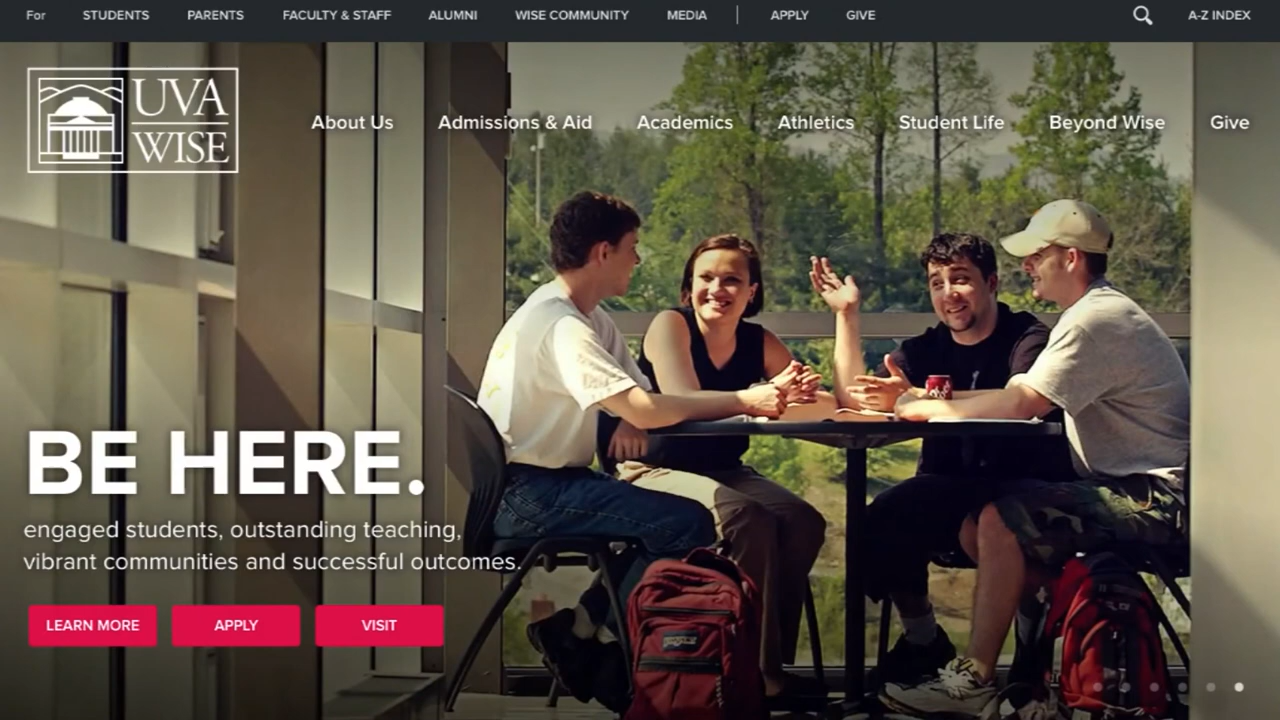 For STUDENTS PARENTS FACULTY & STAFF ALUMNI WISE COMMUNITY MEDIA | APPLY GIVE A-Z INDEX
UVA
WISE
About Us Admissions & Aid Academics Athletics Student Life Beyond Wise Give
BE HERE.
engaged students, outstanding teaching,
vibrant communities and successful outcomes.
LEARN MORE APPLY VISIT